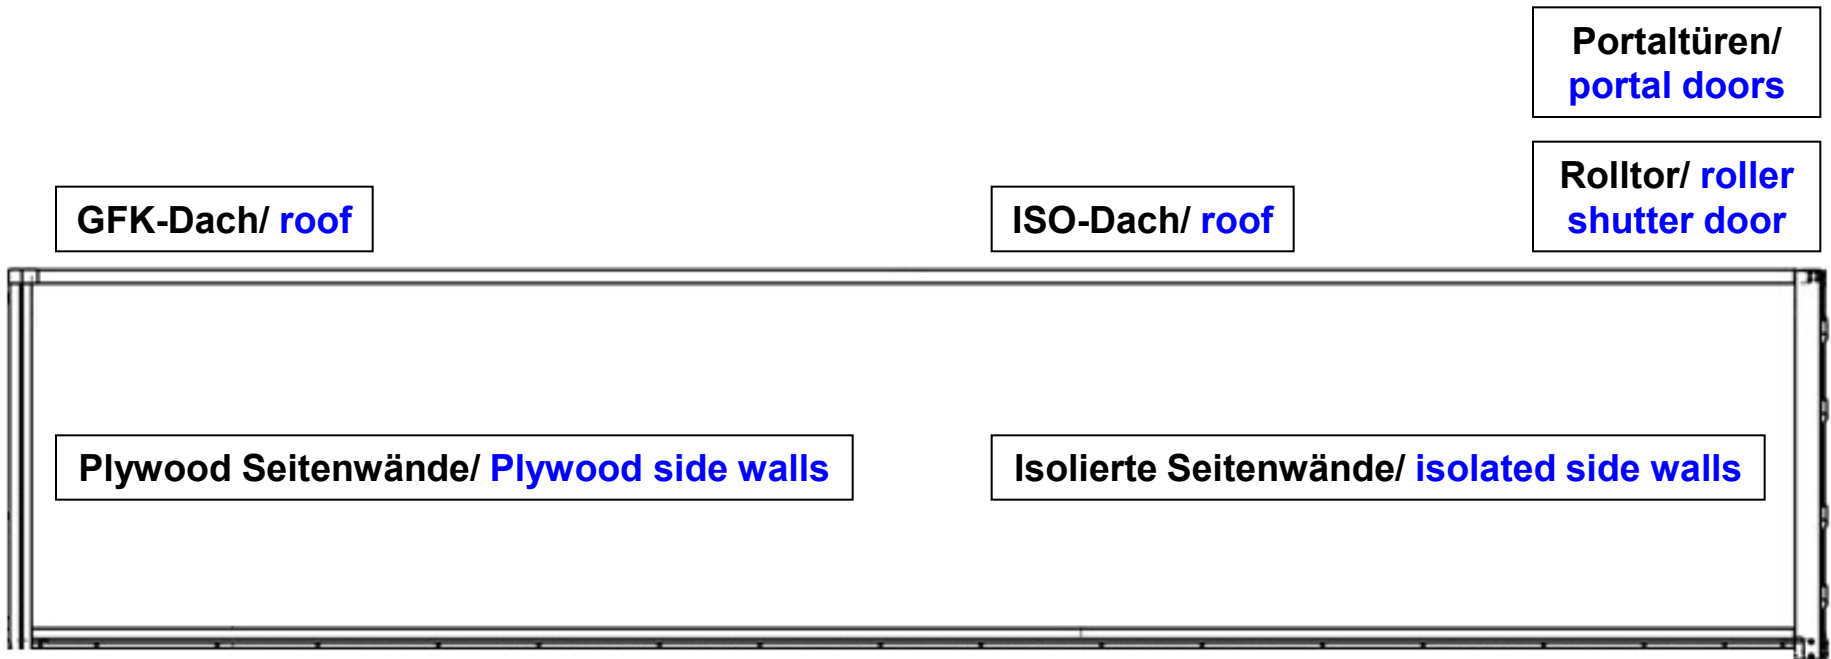 Portaltüren/
portal doors
Rolltor/ roller
shutter door
GFK-Dach/ roof
ISO-Dach/ roof
Plywood Seitenwände/ Plywood side walls
Isolierte Seitenwände/ isolated side walls